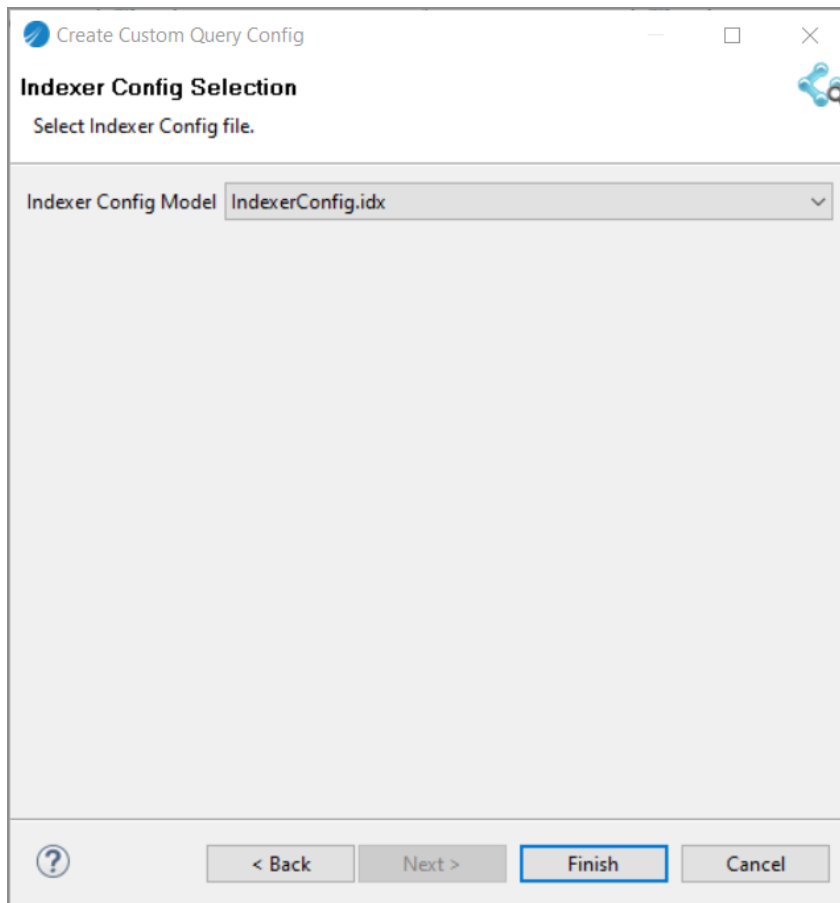 Create Custom Query Config
Indexer Config Selection
Select Indexer Config file.
Indexer Config Model IndexerConfig.idx
? < Back Next > Finish Cancel